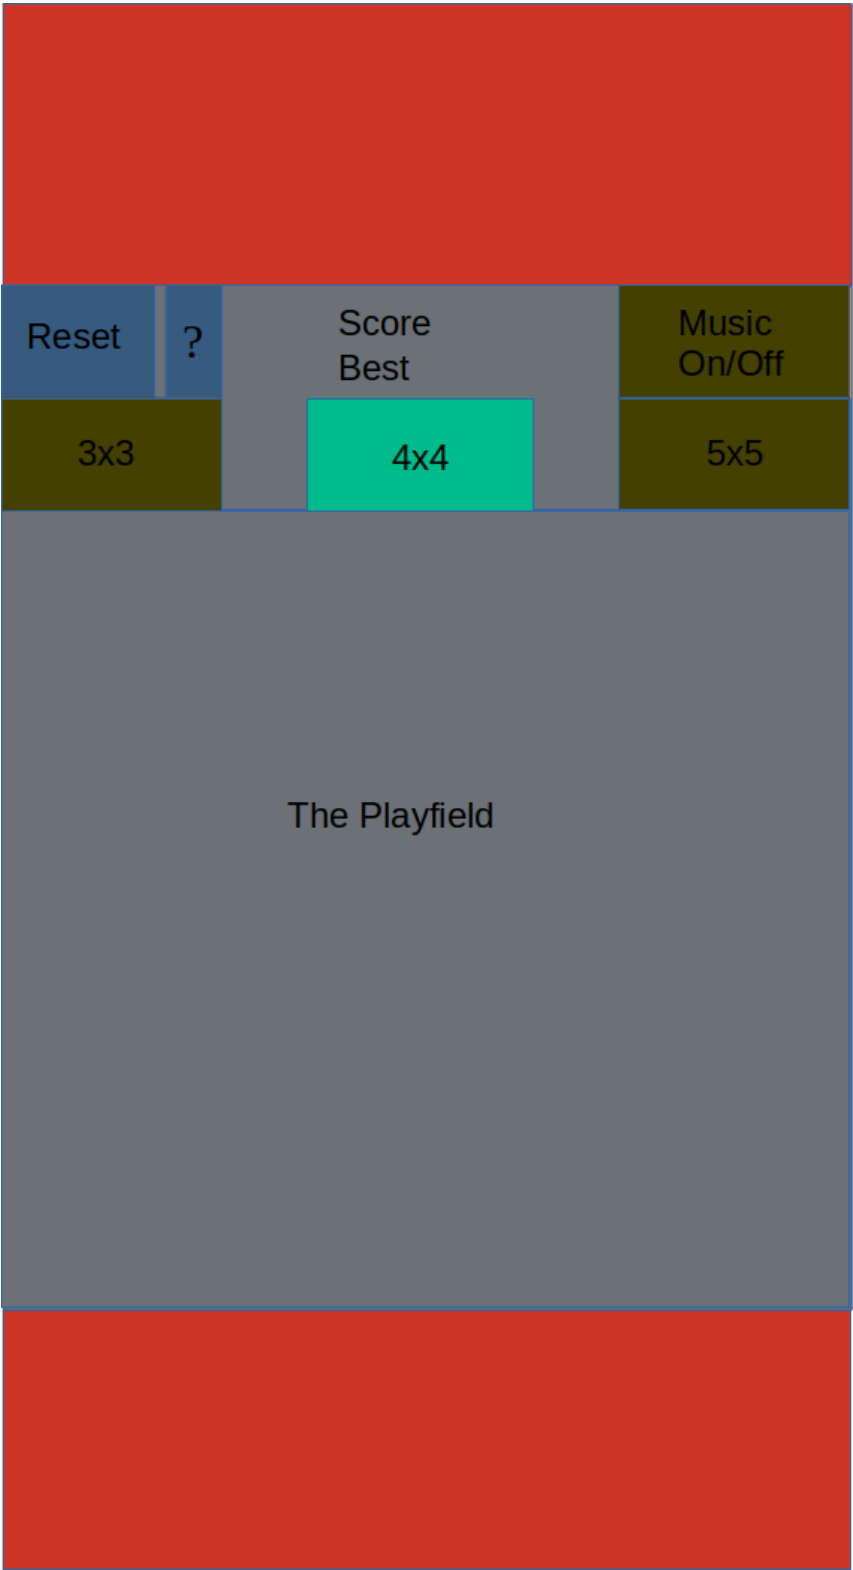 Reset
?
Score
Best
Music
On/Off
3x3
4x4
5x5
The Playfield